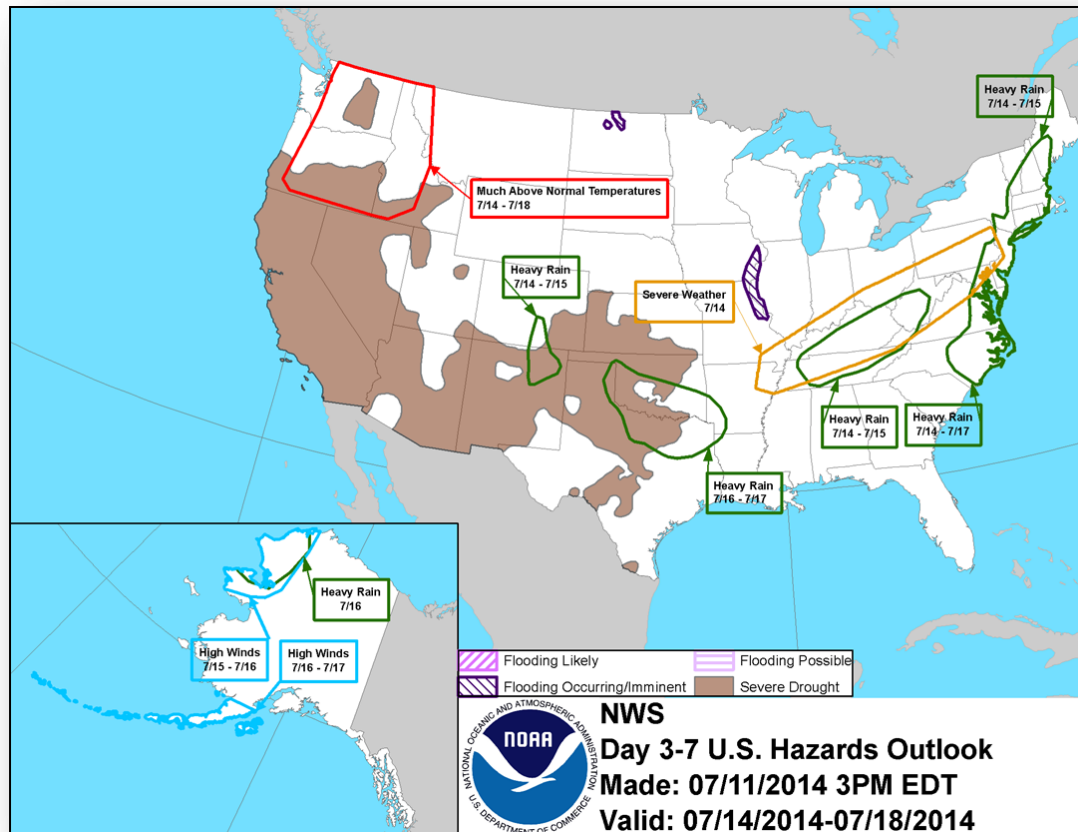 Heavy Rain
7/14 - 7/15
Much Above Normal Temperatures
7/14 - 7/18
Heavy Rain
7/14 - 7/15
Severe Weather
7/14
Heavy Rain
7/14 - 7/15
Heavy Rain
7/14 - 7/17
Heavy Rain
7/16 - 7/17
Heavy Rain
7/16
High Winds
7/15 - 7/16
High Winds
7/16 - 7/17
Flooding Likely
Flooding Possible
Flooding Occurring/Imminent
Severe Drought
NATIONAL OCEANIC AND ATMOSPHERIC ADMINISTRATION
NOAA
U.S. DEPARTMENT OF COMMERCE
NWS
Day 3-7 U.S. Hazards Outlook
Made: 07/11/2014 3PM EDT
Valid: 07/14/2014-07/18/2014